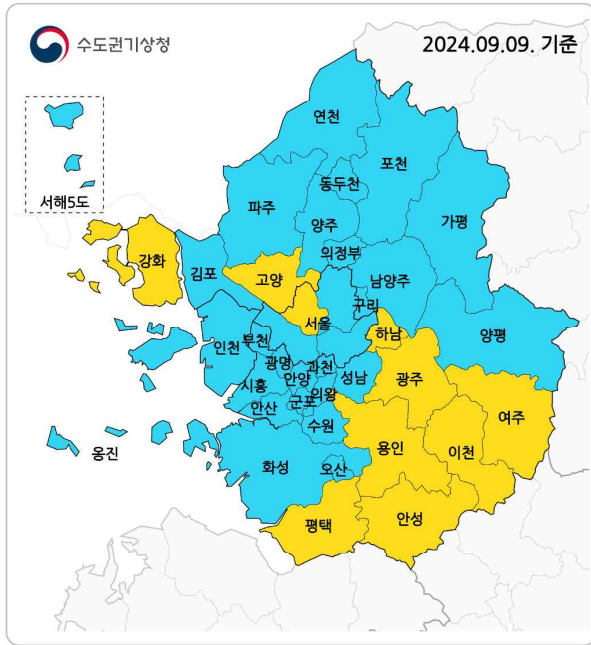 수도권기상청
2024.09.09. 기준
연천
포천
동두천
서해5도
파주
가평
양주
의정부
강화
김포
고양
남양주
구리
서울
하남
양평
인천
부천
광명
과천
안양
성남
시흥
의왕
광주
안산
군포
수원
여주
용인
이천
옹진
화성
오산
평택
안성